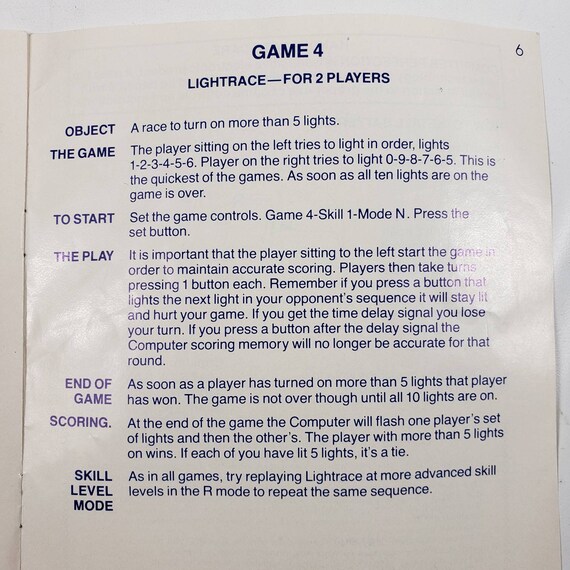 6
GAME 4
LIGHTRACE—FOR 2 PLAYERS
OBJECT A race to turn on more than 5 lights.
THE GAME The player sitting on the left tries to light in order, lights
1-2-3-4-5-6. Player on the right tries to light 0-9-8-7-6-5. This is
the quickest of the games. As soon as all ten lights are on the
game is over.
TO START Set the game controls. Game 4-Skill 1-Mode N. Press the
set button.
THE PLAY It is important that the player sitting to the left start the game in
order to maintain accurate scoring. Players then take turns
pressing 1 button each. Remember if you press a button that
lights the next light in your opponent's sequence it will stay lit
and hurt your game. If you get the time delay signal you lose
your turn. If you press a button after the delay signal the
Computer scoring memory will no longer be accurate for that
round.
END OF As soon as a player has turned on more than 5 lights that player
GAME has won. The game is not over though until all 10 lights are on.
SCORING. At the end of the game the Computer will flash one player's set
of lights and then the other's. The player with more than 5 lights
on wins. If each of you have lit 5 lights, it's a tie.
SKILL As in all games, try replaying Lightrace at more advanced skill
LEVEL levels in the R mode to repeat the same sequence.
MODE